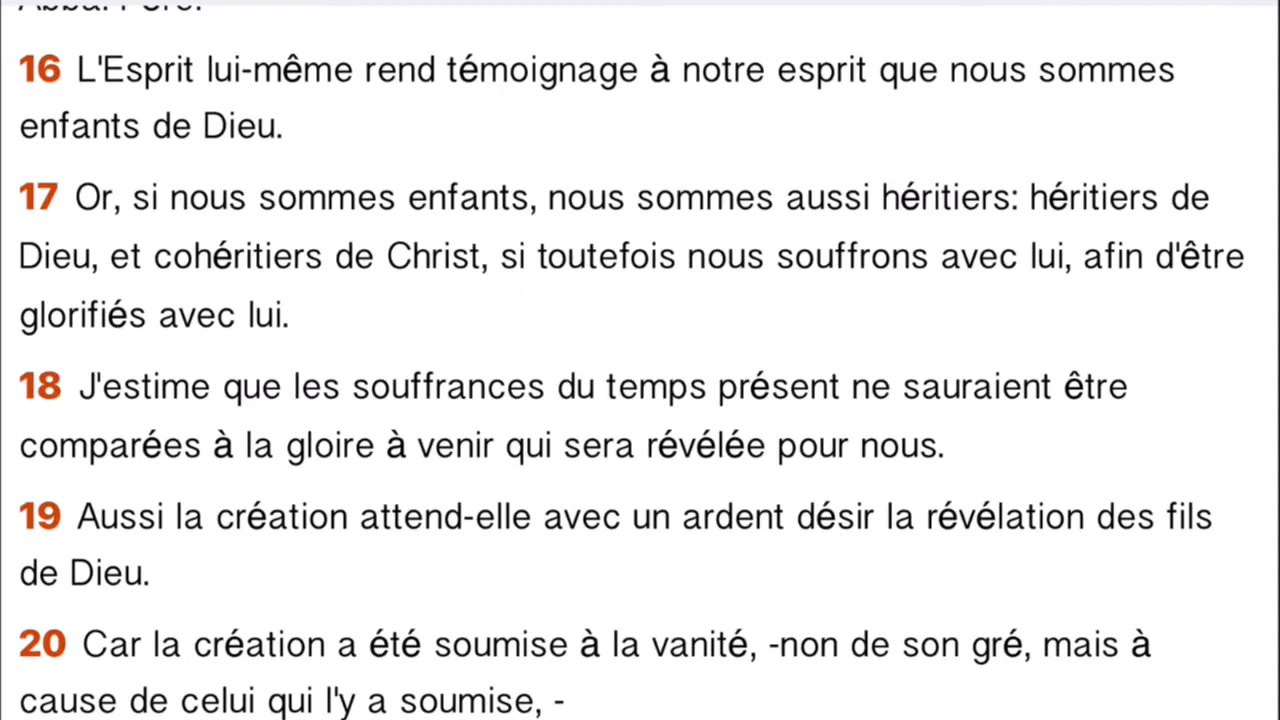 16 L'Esprit lui-même rend témoignage à notre esprit que nous sommes
enfants de Dieu.
17 Or, si nous sommes enfants, nous sommes aussi héritiers: héritiers de
Dieu, et cohéritiers de Christ, si toutefois nous souffrons avec lui, afin d'être
glorifiés avec lui.
18 J'estime que les souffrances du temps présent ne sauraient être
comparées à la gloire à venir qui sera révélée pour nous.
19 Aussi la création attend-elle avec un ardent désir la révélation des fils
de Dieu.
20 Car la création a été soumise à la vanité, -non de son gré, mais à
cause de celui qui l'y a soumise, -